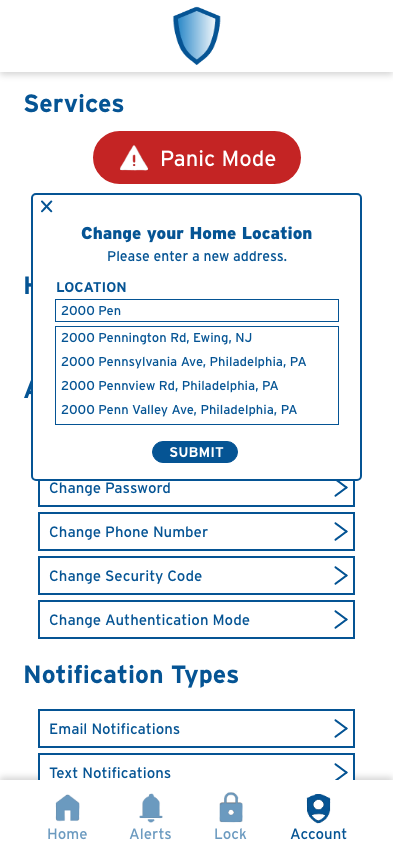 Services
Panic Mode
Change your Home Location
Please enter a new address.
LOCATION
2000 Pen
2000 Pennington Rd, Ewing, NJ
2000 Pennsylvania Ave, Philadelphia, PA
2000 Pennview Rd, Philadelphia, PA
2000 Penn Valley Ave, Philadelphia, PA
SUBMIT
Change Password
Change Phone Number
Change Security Code
Change Authentication Mode
Notification Types
Email Notifications
Text Notifications
Home Alerts Lock Account